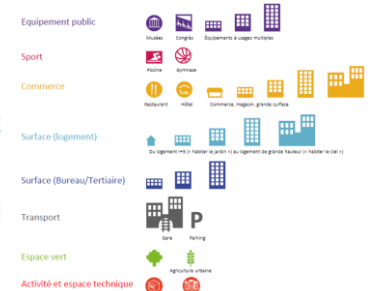 Equipement public
Musées Congrès Équipements à usages multiples
Sport
Piscine Gymnase
Commerce
Restaurant Hôtel Commerce, magasin, grande surface
Surface (logement)
Du logement r+3 (« habiter le jardin ») au logement de grande hauteur (« habiter le ciel »)
Surface (Bureau/Tertiaire)
Transport
P
Gare Parking
Espace vert
Agriculture urbaine
Activité et espace technique